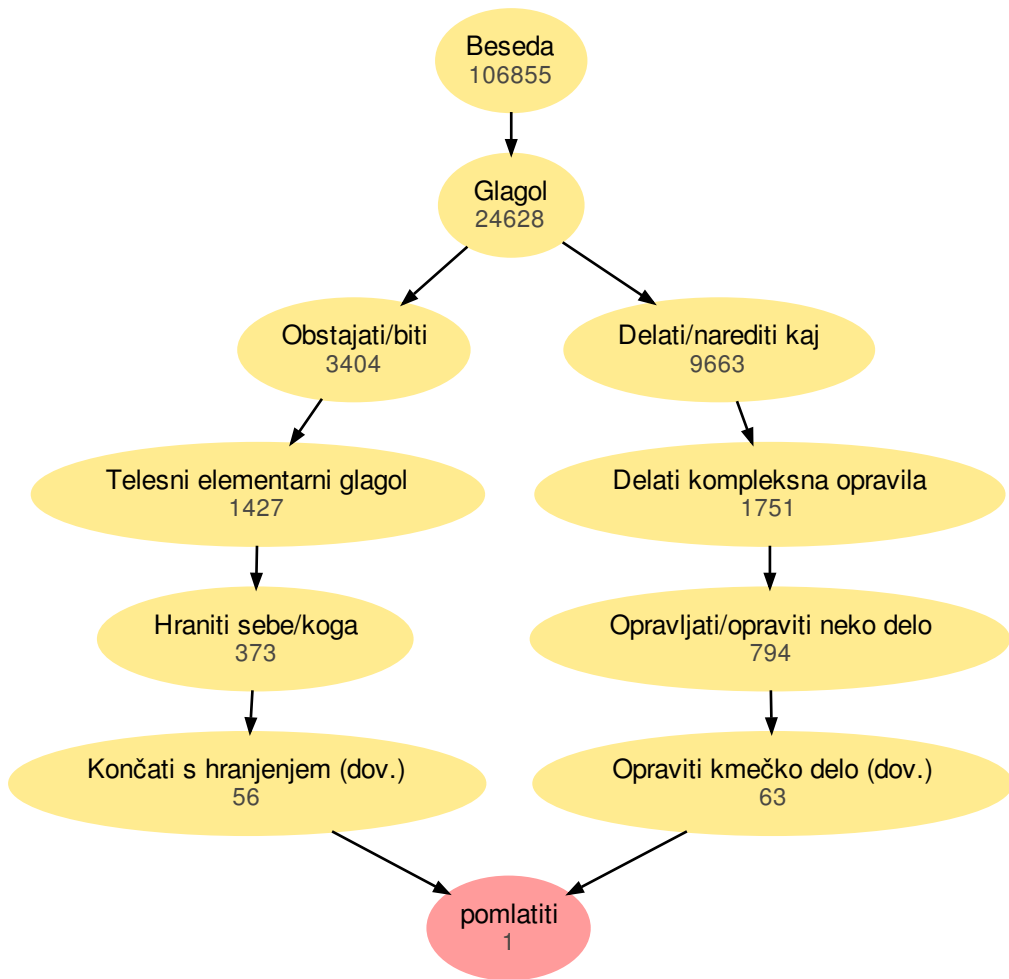 Beseda
106855
Glagol
24628
Obstajati/biti
3404
Delati/narediti kaj
9663
Telesni elementarni glagol
1427
Delati kompleksna opravila
1751
Hraniti sebe/koga
373
Opravljati/opraviti neko delo
794
Končati s hranjenjem (dov.)
56
Opraviti kmečko delo (dov.)
63
pomlatiti
1